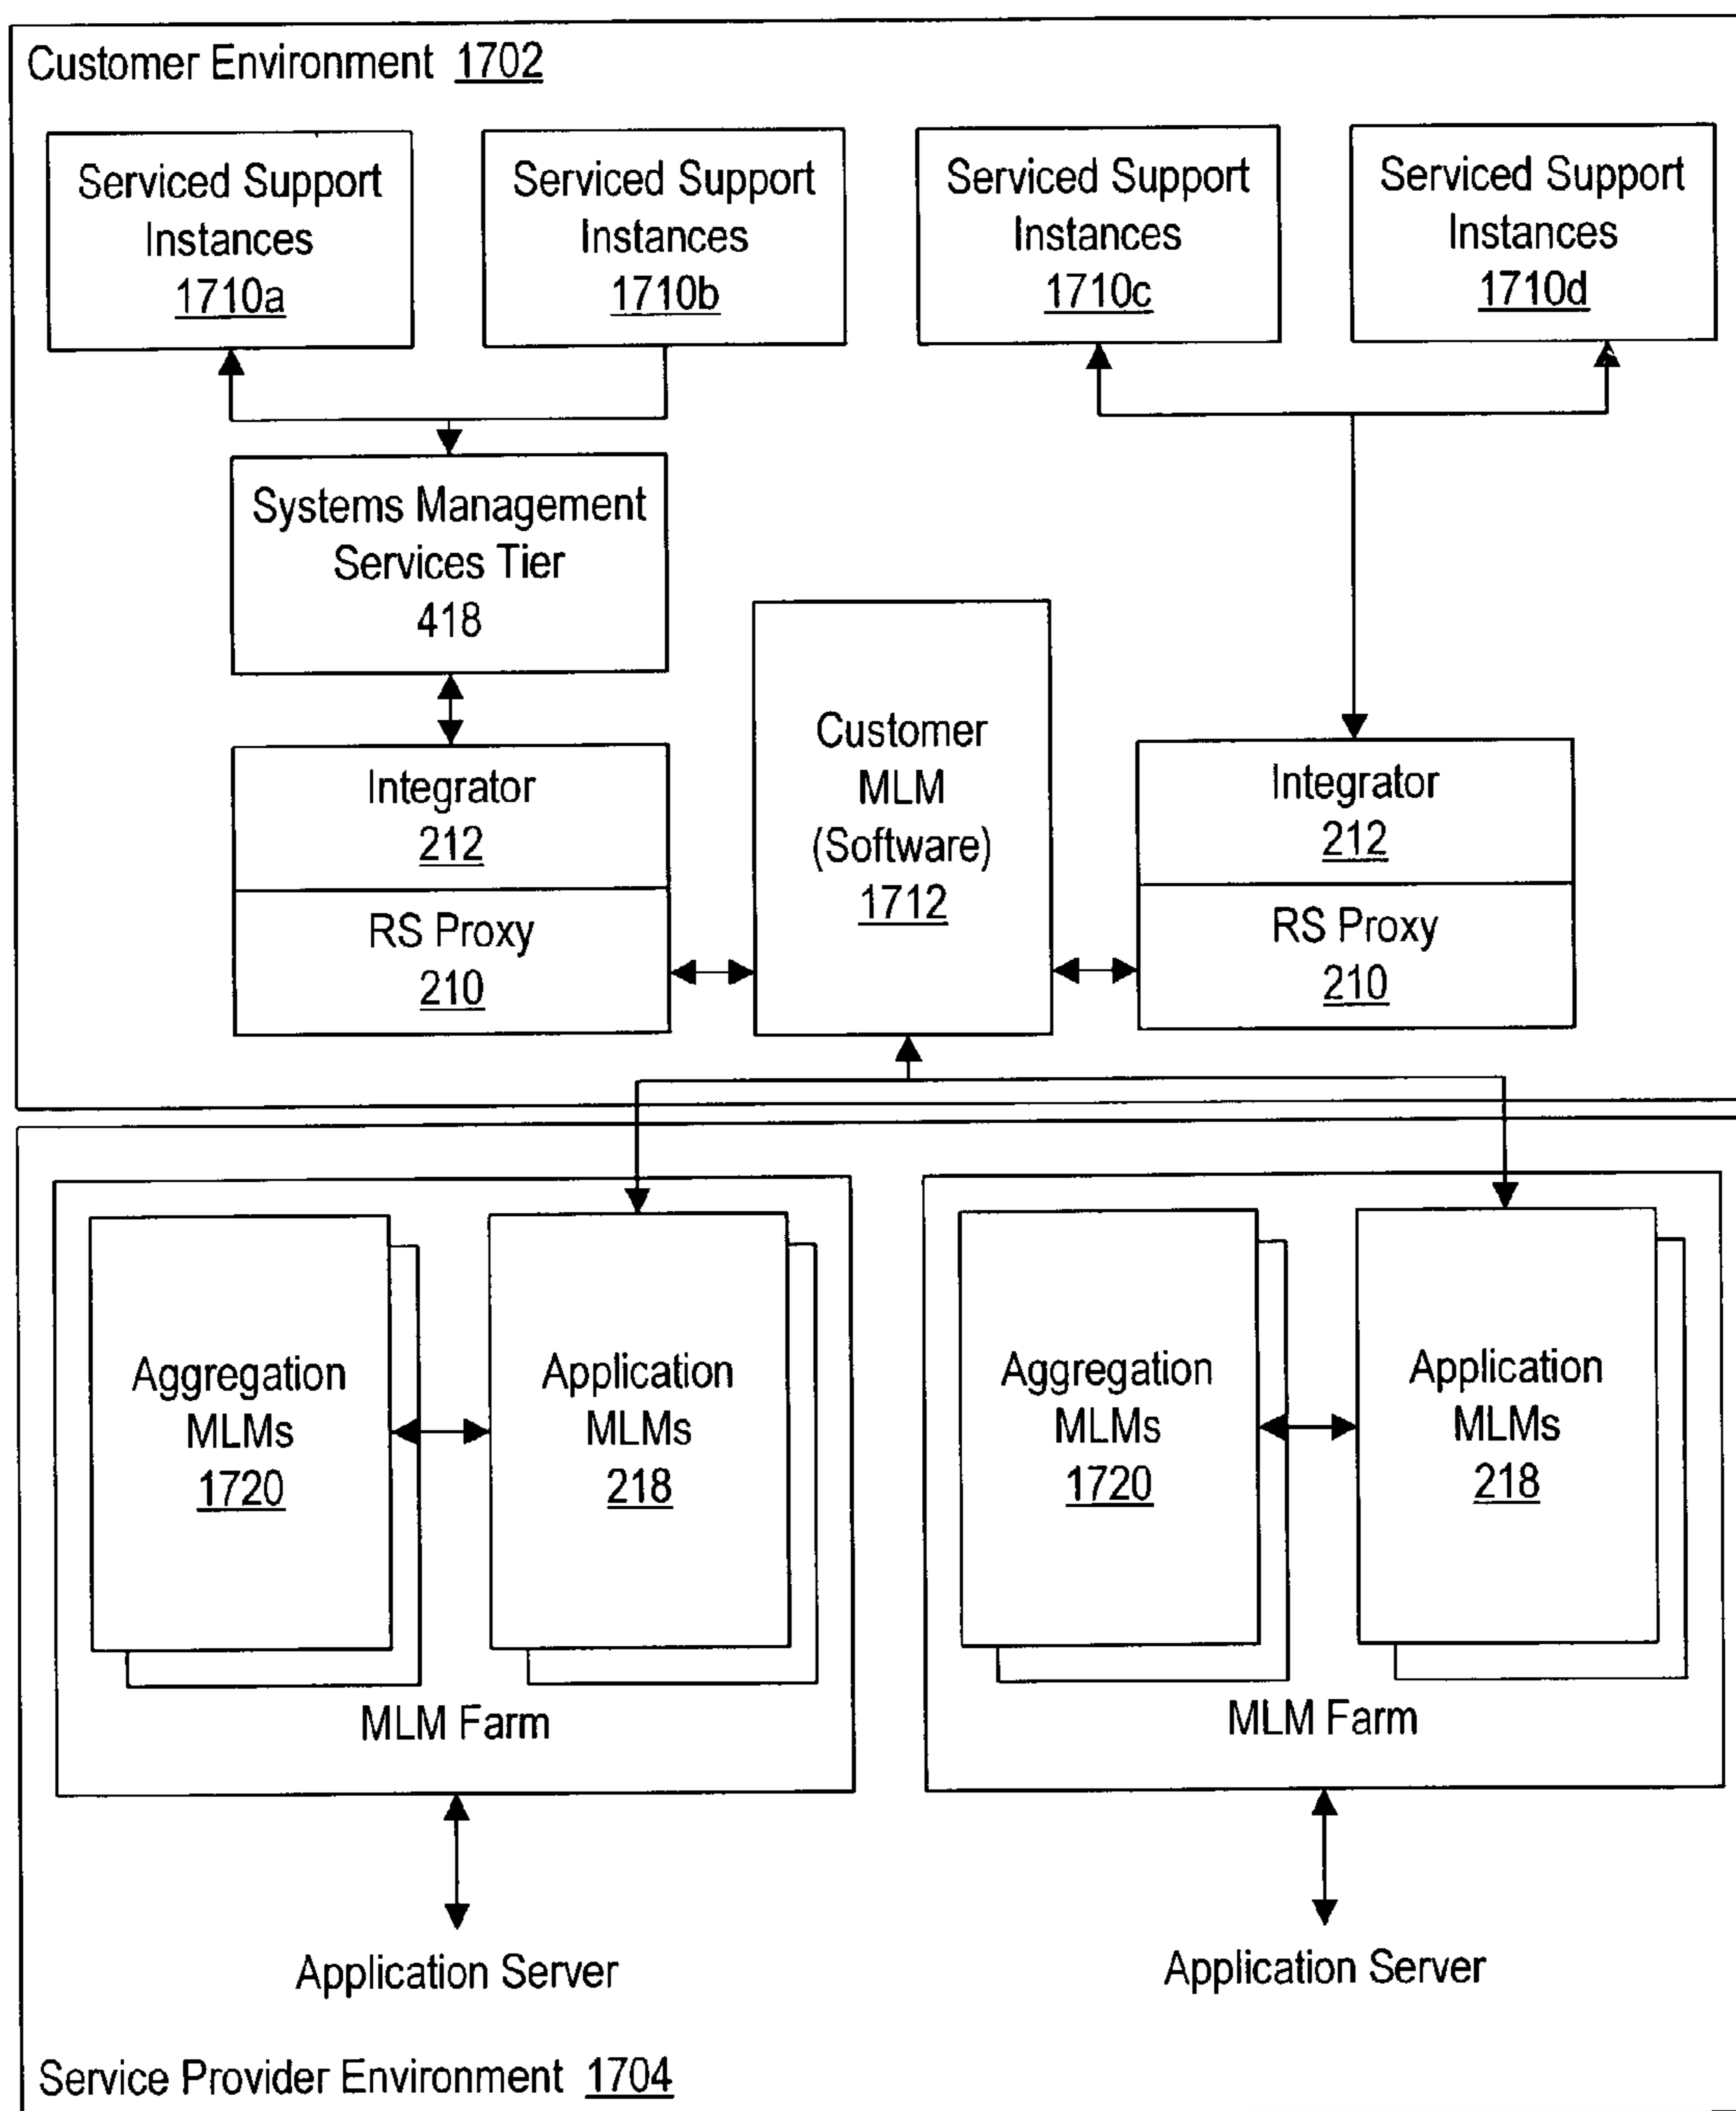 Customer Environment 1702
Serviced Support
Instances
1710a
Serviced Support
Instances
1710b
Serviced Support
Instances
1710c
Serviced Support
Instances
1710d
Systems Management
Services Tier
418
Integrator
212
RS Proxy
210
Customer
MLM
(Software)
1712
Integrator
212
RS Proxy
210
Aggregation
MLMs
1720
Application
MLMs
218
MLM Farm
Aggregation
MLMs
1720
Application
MLMs
218
MLM Farm
Application Server
Application Server
Service Provider Environment 1704